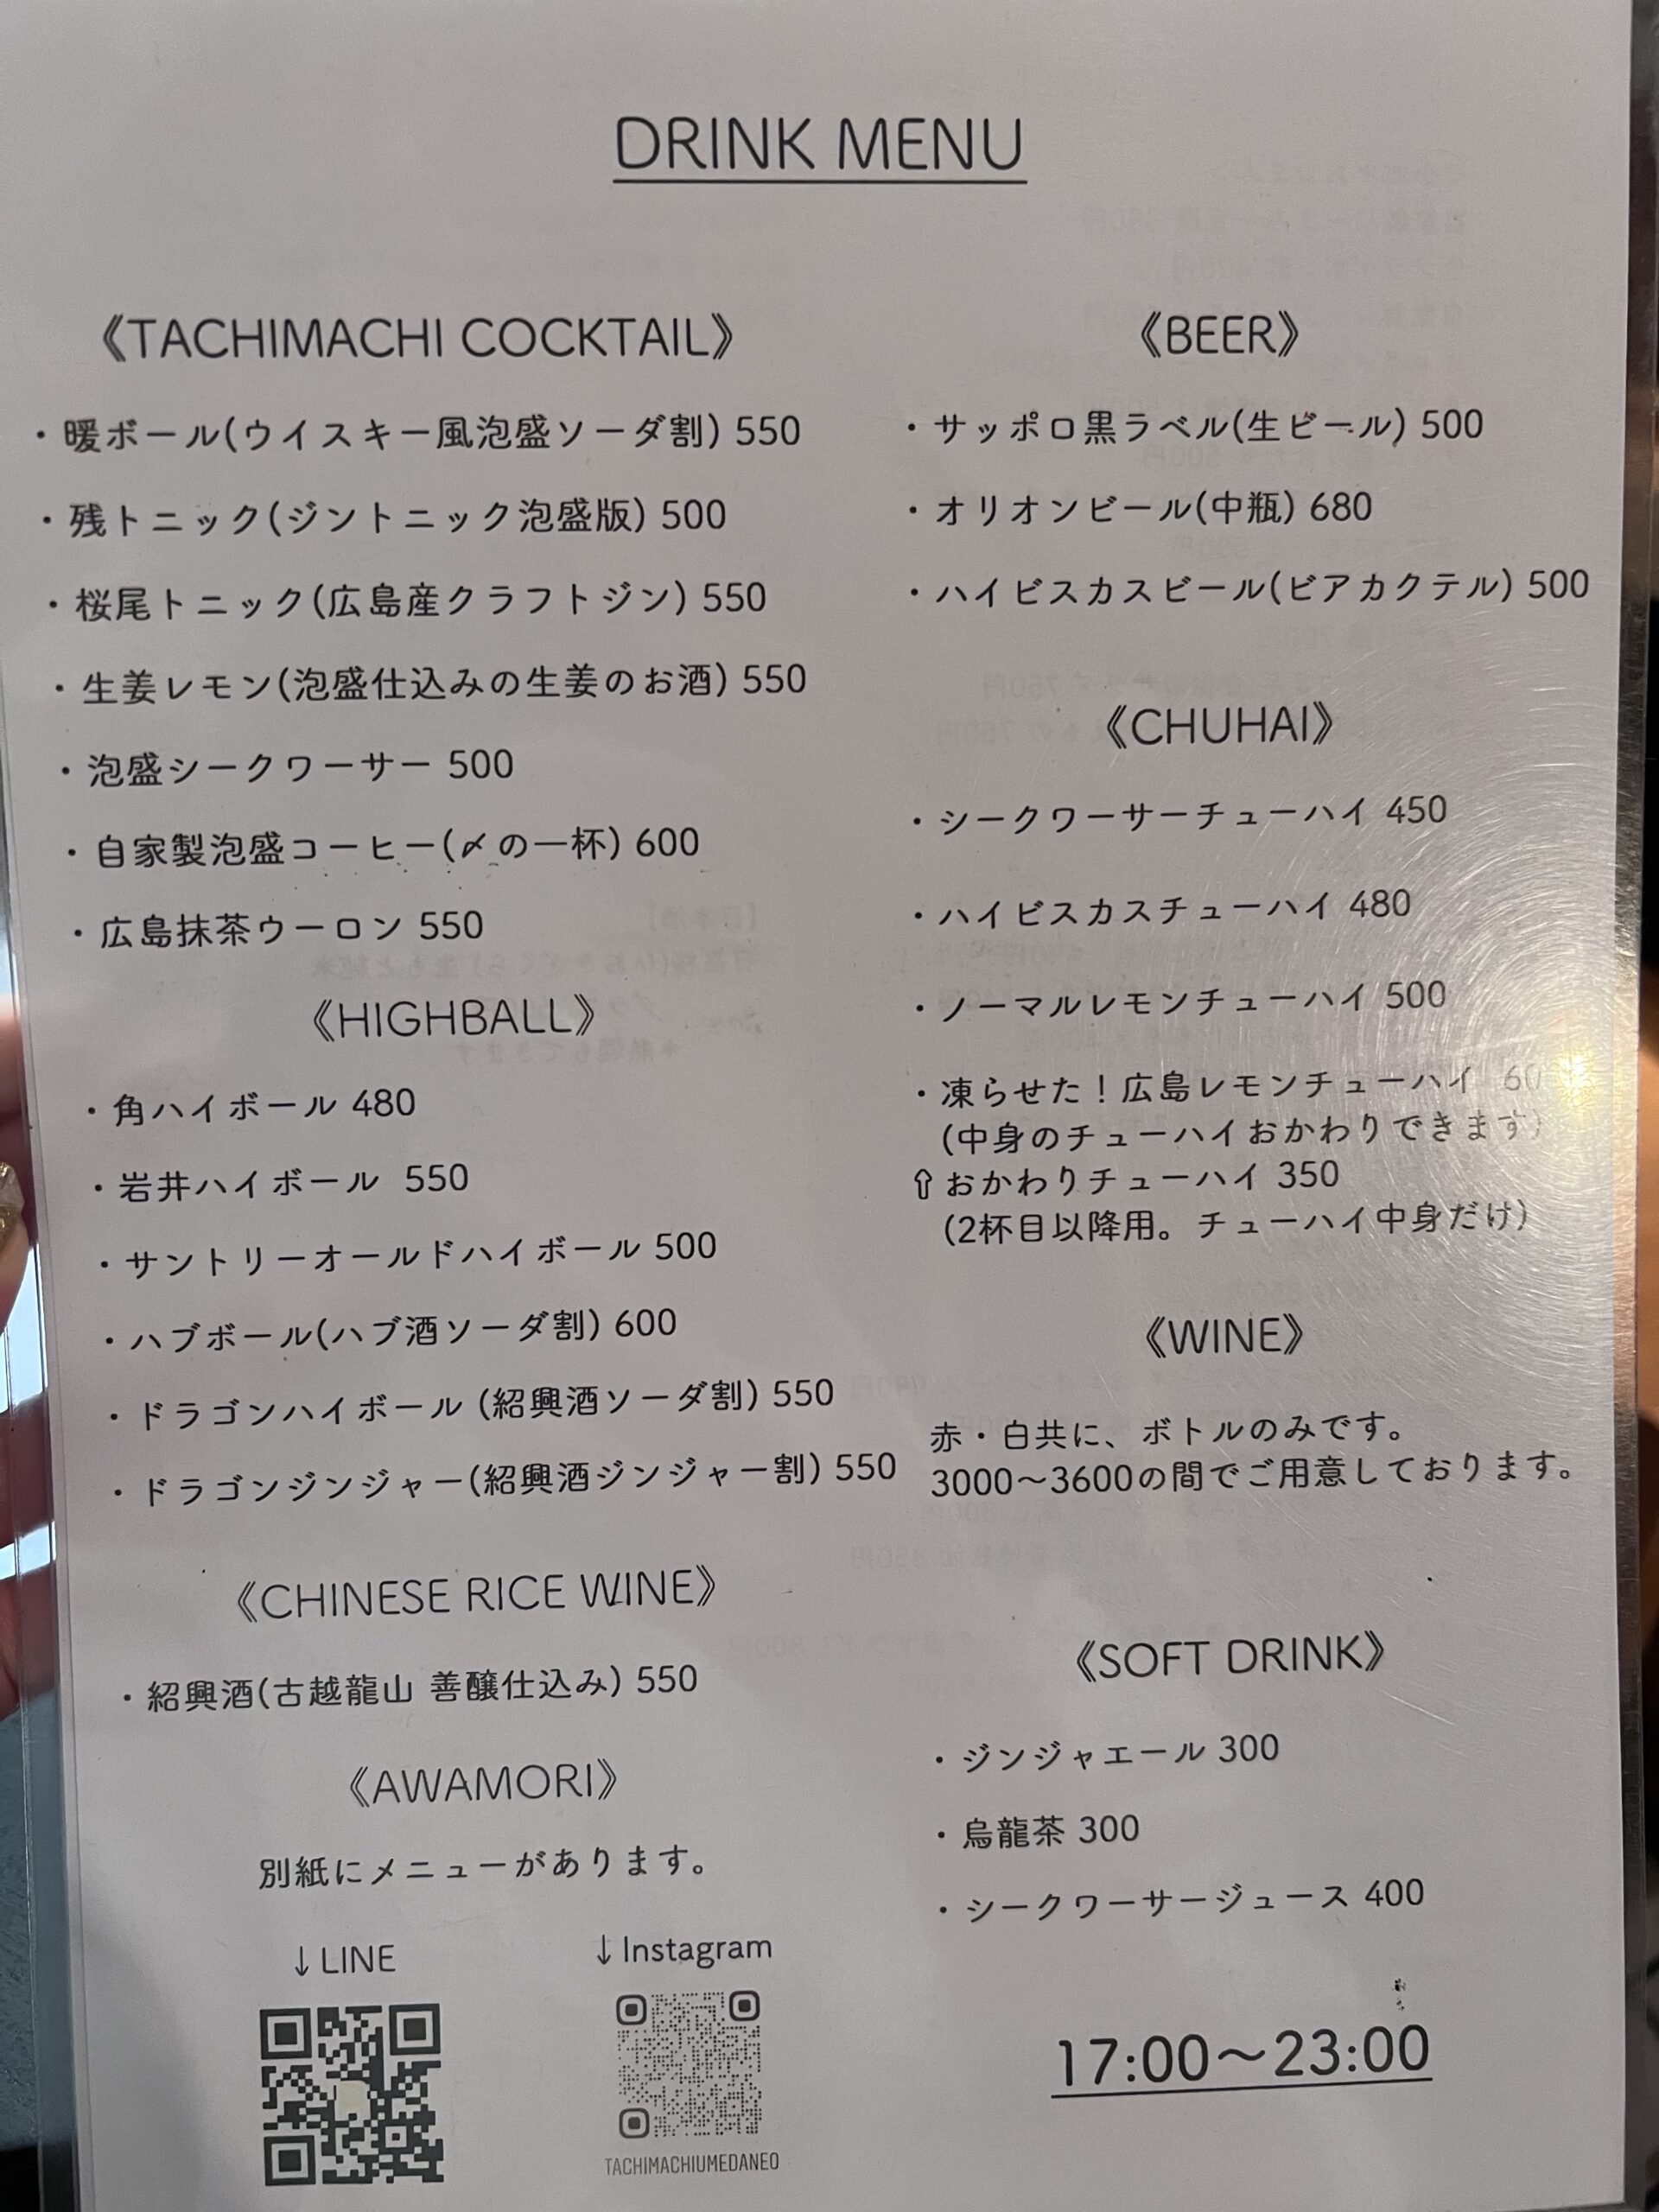 DRINK MENU
《TACHIMACHI COCKTAIL》
・暖ボール(ウイスキー風泡盛ソーダ割) 550
・残トニック(ジントニック泡盛版) 500
・桜尾トニック(広島産クラフトジン) 550
・生姜レモン(泡盛仕込みの生姜のお酒) 550
・泡盛シークワーサー 500
・自家製泡盛コーヒー(〆の一杯) 600
・広島抹茶ウーロン 550
《HIGHBALL》
・角ハイボール 480
・岩井ハイボール 550
・サントリーオールドハイボール 500
・ハブボール(ハブ酒ソーダ割) 600
・ドラゴンハイボール (紹興酒ソーダ割) 550
・ドラゴンジンジャー(紹興酒ジンジャー割) 550
《CHINESE RICE WINE》
・紹興酒(古越龍山 善醸仕込み) 550
《AWAMORI》
別紙にメニューがあります。
↓LINE
↓Instagram
TACHIMACHIUMEDANEO
《BEER》
・サッポロ黒ラベル(生ビール) 500
・オリオンビール(中瓶) 680
・ハイビスカスビール(ビアカクテル) 500
《CHUHAI》
・シークワーサーチューハイ 450
・ハイビスカスチューハイ 480
・ノーマルレモンチューハイ 500
・凍らせた！広島レモンチューハイ
(中身のチューハイおかわりできます)
⇧おかわりチューハイ 350
(2杯目以降用。チューハイ中身だけ)
《WINE》
赤・白共に、ボトルのみです。
3000〜3600の間でご用意しております。
《SOFT DRINK》
・ジンジャエール 300
・烏龍茶 300
・シークワーサージュース 400
17:00〜23:00